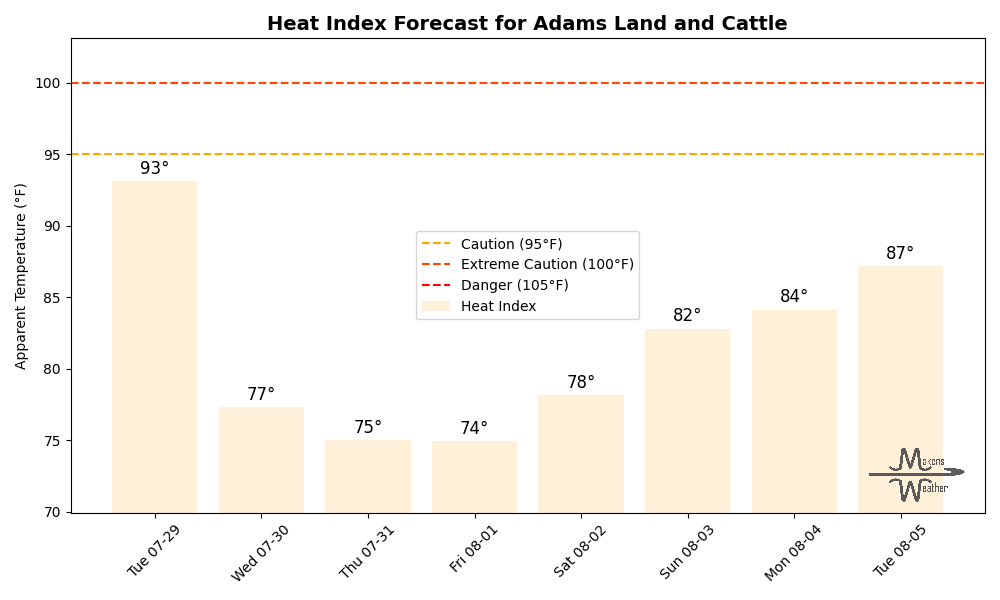 Heat Index Forecast for Adams Land and Cattle
Apparent Temperature (°F)
100
95
90
85
80
75
70
93°
77°
75°
74°
78°
82°
84°
87°
Caution (95°F)
Extreme Caution (100°F)
Danger (105°F)
Heat Index
Tue 07-29
Wed 07-30
Thu 07-31
Fri 08-01
Sat 08-02
Sun 08-03
Mon 08-04
Tue 08-05